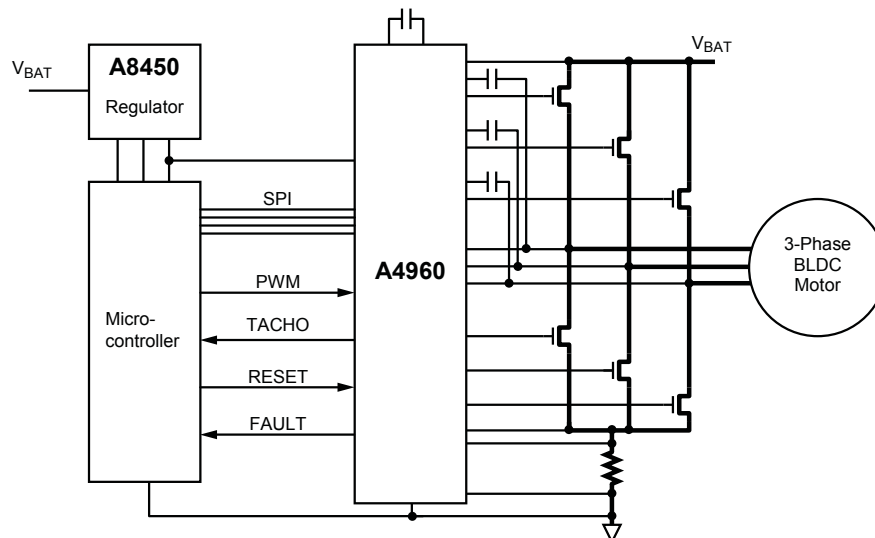 A8450
Regulator
VBAT
VBAT
SPI
A4960
3-Phase
BLDC
Motor
PWM
Micro-
controller
TACHO
RESET
FAULT